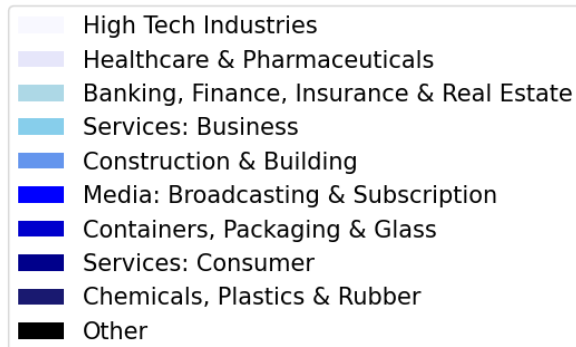 High Tech Industries
Healthcare & Pharmaceuticals
Banking, Finance, Insurance & Real Estate
Services: Business
Construction & Building
Media: Broadcasting & Subscription
Containers, Packaging & Glass
Services: Consumer
Chemicals, Plastics & Rubber
Other